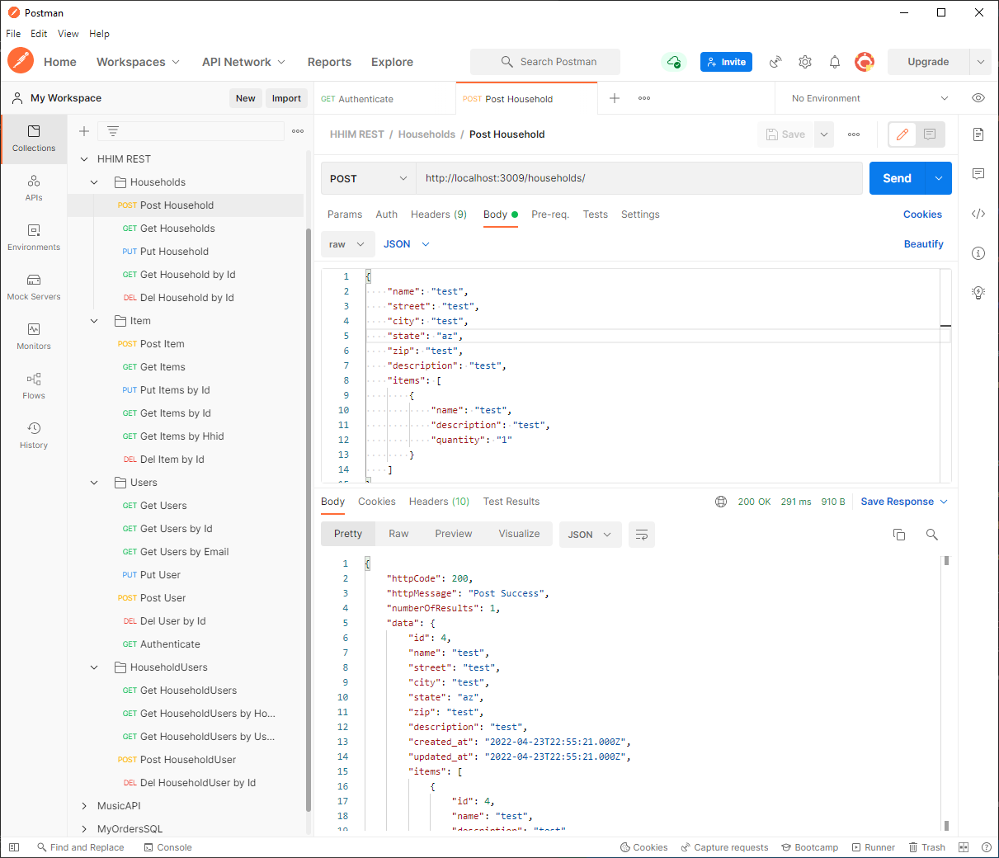 Postman
File Edit View Help
Home Workspaces API Network Reports Explore Search Postman Invite Upgrade
My Workspace New Import
GET Authenticate POST Post Household No Environment
Collections
APIs
Environments
Mock Servers
Monitors
Flows
History
HHIM REST
Households
POST Post Household
GET Get Households
PUT Put Household
GET Get Household by Id
DEL Del Household by Id
Item
POST Post Item
GET Get Items
PUT Put Items by Id
GET Get Items by Id
GET Get Items by Hhid
DEL Del Item by Id
Users
GET Get Users
GET Get Users by Id
GET Get Users by Email
PUT Put User
POST Post User
DEL Del User by Id
GET Authenticate
HouseholdUsers
GET Get HouseholdUsers
GET Get HouseholdUsers by Ho...
GET Get HouseholdUsers by Us...
POST Post HouseholdUser
DEL Del HouseholdUser by Id
MusicAPI
MyOrdersSQL
HHIM REST / Households / Post Household Save
POST http://localhost:3009/households/ Send
Params Auth Headers (9) Body Pre-req. Tests Settings Cookies
raw JSON Beautify
1 {
2 "name": "test",
3 "street": "test",
4 "city": "test",
5 "state": "az",
6 "zip": "test",
7 "description": "test",
8 "items": [
9 {
10 "name": "test",
11 "description": "test",
12 "quantity": "1"
13 }
14 ]
15 }
Body Cookies Headers (10) Test Results 200 OK 291 ms 910 B Save Response
Pretty Raw Preview Visualize JSON
1 {
2 "httpCode": 200,
3 "httpMessage": "Post Success",
4 "numberOfResults": 1,
5 "data": {
6 "id": 4,
7 "name": "test",
8 "street": "test",
9 "city": "test",
10 "state": "az",
11 "zip": "test",
12 "description": "test",
13 "created_at": "2022-04-23T22:55:21.000Z",
14 "updated_at": "2022-04-23T22:55:21.000Z",
15 "items": [
16 {
17 "id": 4,
18 "name": "test",
19 "description": "test"
Find and Replace Console Cookies Capture requests Bootcamp Runner Trash